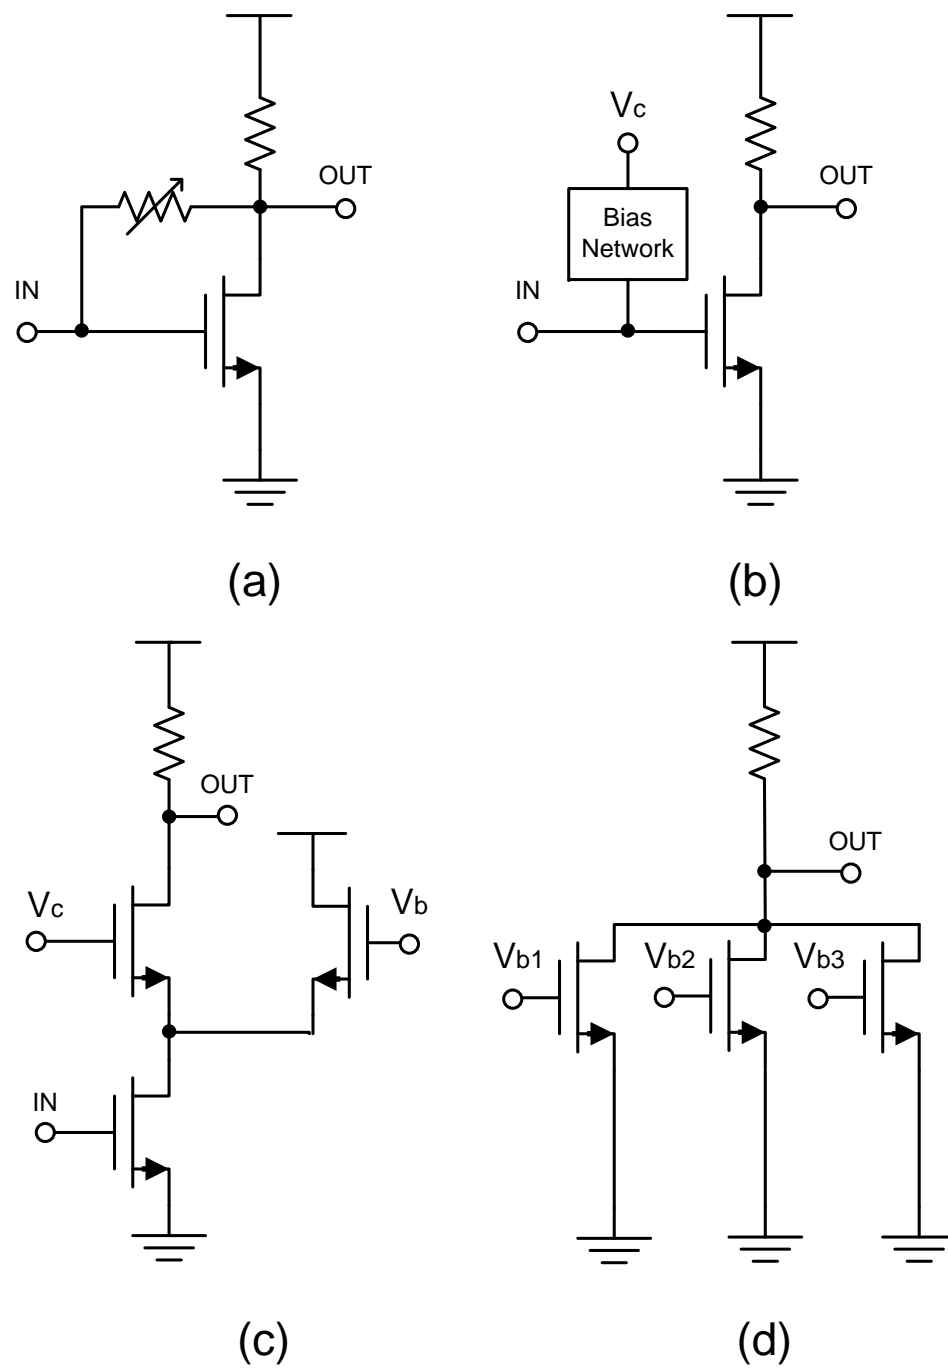 OUT
IN
(a)
Vc
Bias
Network
OUT
IN
(b)
OUT
Vc
Vb
IN
(c)
OUT
Vb1
Vb2
Vb3
(d)